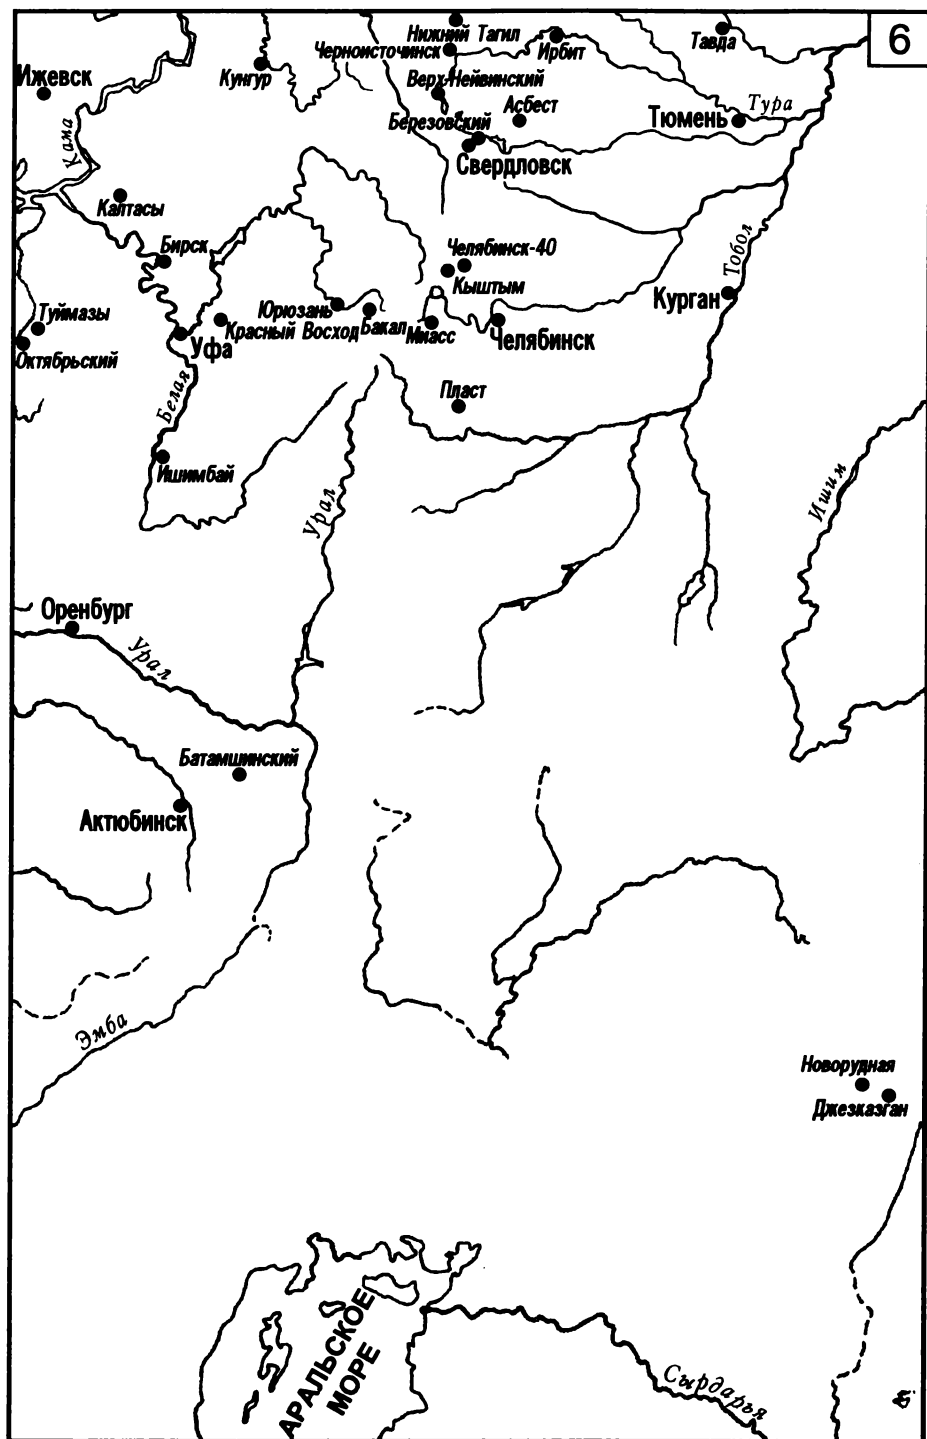 6
Нижний Тагил
Черноисточинск
Ирбит
Тавда
Ижевск
Кунгур
Верх-Нейвинский
Асбест
Тура
Березовский
Тюмень
Кама
Свердловск
Калтасы
Бирск
Челябинск-40
Кыштым
Тобол
Курган
Туймазы
Юрюзань
Красный Восход
Бакал
Миасс
Челябинск
Уфа
Октябрьский
Белая
Пласт
Ишимбай
Урал
Ишим
Оренбург
Урал
Батамшинский
Актюбинск
Эмба
Новорудная
Джезказган
АРАЛЬСКОЕ
МОРЕ
Сырдарья